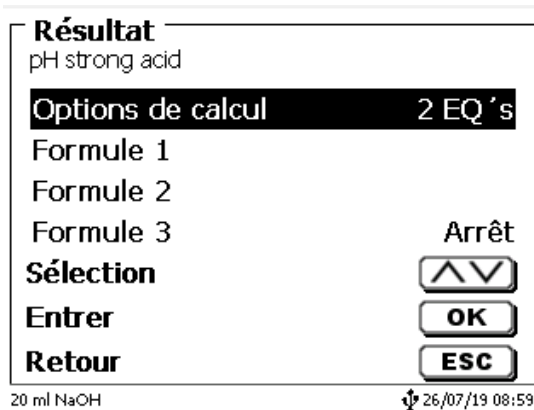 Résultat
pH strong acid
Options de calcul 2 EQ´s
Formule 1
Formule 2
Formule 3 Arrêt
Sélection
Entrer OK
Retour ESC
20 ml NaOH 26/07/19 08:59